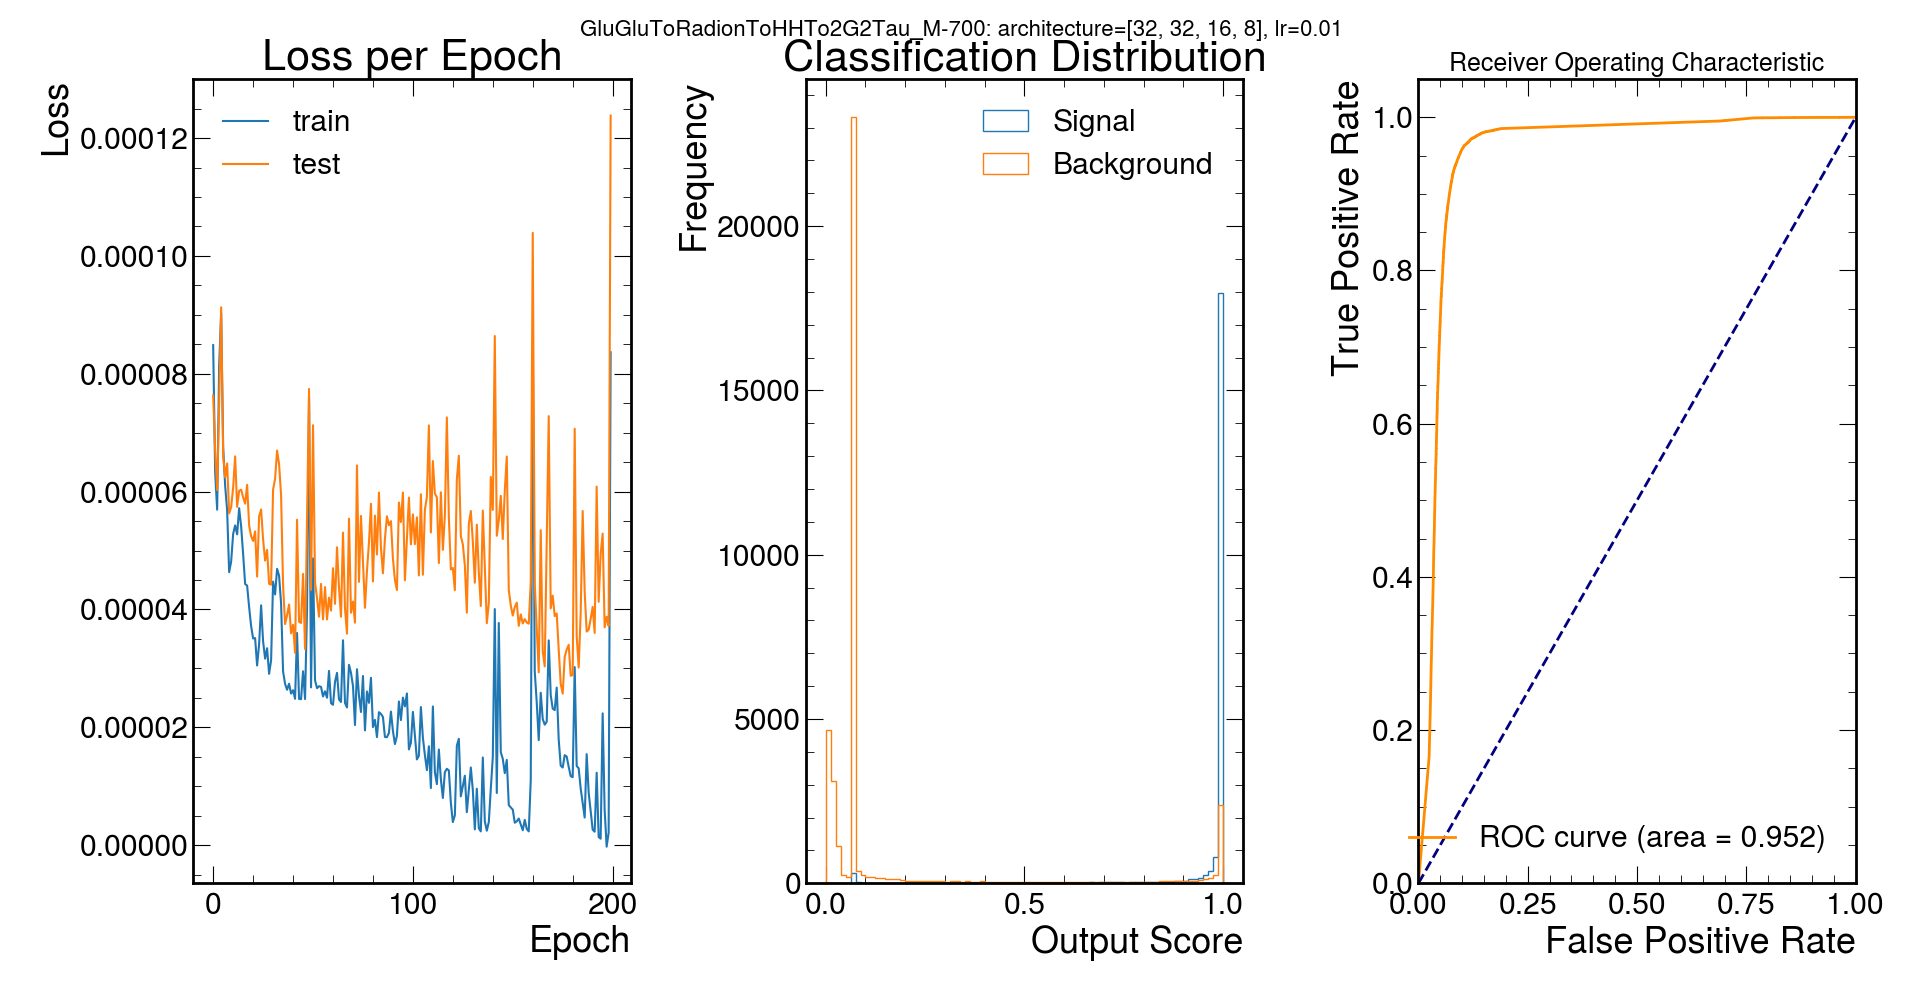 GluGluToRadionToHHTo2G2Tau_M-700: architecture=[32, 32, 16, 8], lr=0.01
Loss per Epoch
Loss
train
test
0.00012
0.00010
0.00008
0.00006
0.00004
0.00002
0.00000
0 100 200
Epoch
Classification Distribution
Frequency
Signal
Background
20000
15000
10000
5000
0
0.0 0.5 1.0
Output Score
Receiver Operating Characteristic
True Positive Rate
1.0
0.8
0.6
0.4
0.2
0.0
ROC curve (area = 0.952)
0.00 0.25 0.50 0.75 1.00
False Positive Rate